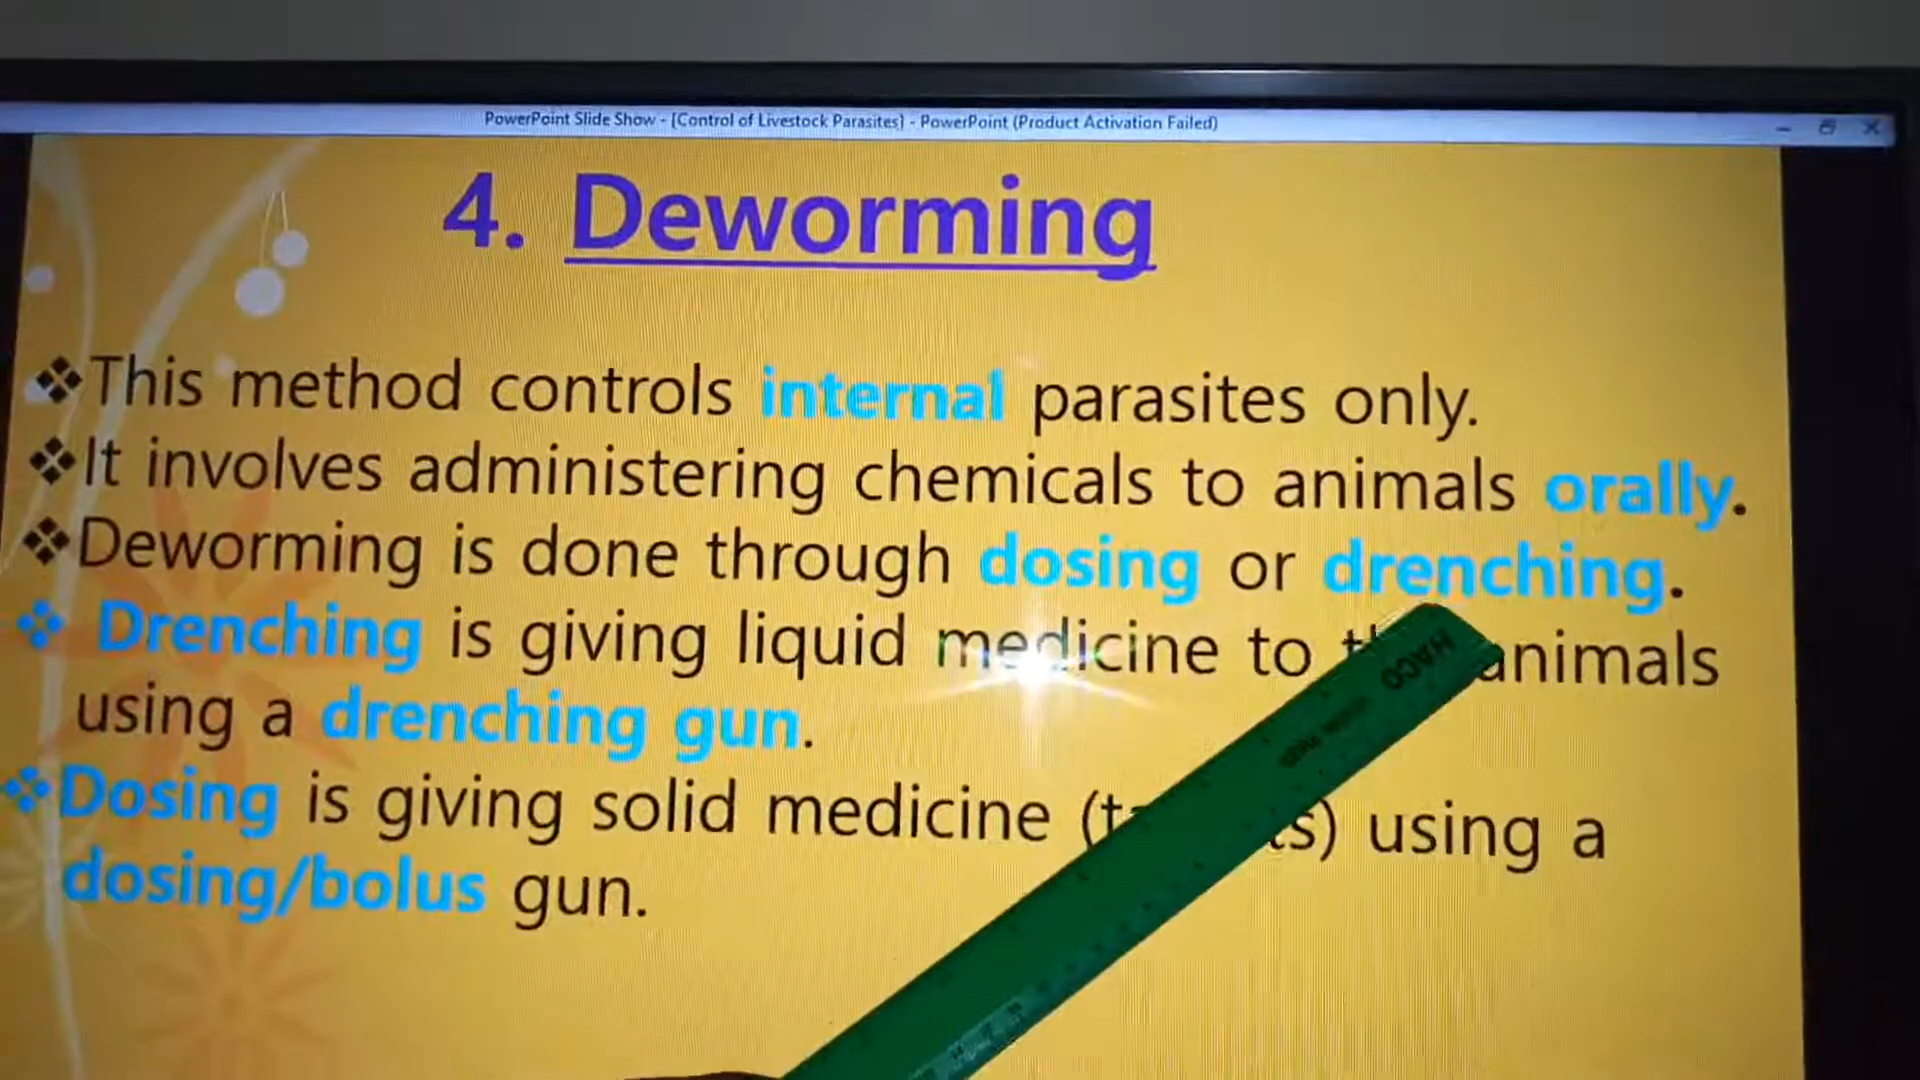 PowerPoint Slide Show - [Control of Livestock Parasites] - PowerPoint (Product Activation Failed)
4. Deworming
❖This method controls internal parasites only.
❖It involves administering chemicals to animals orally.
❖Deworming is done through dosing or drenching.
❖ Drenching is giving liquid medicine to animals
using a drenching gun.
❖Dosing is giving solid medicine ( ) using a
dosing/bolus gun.
HACO